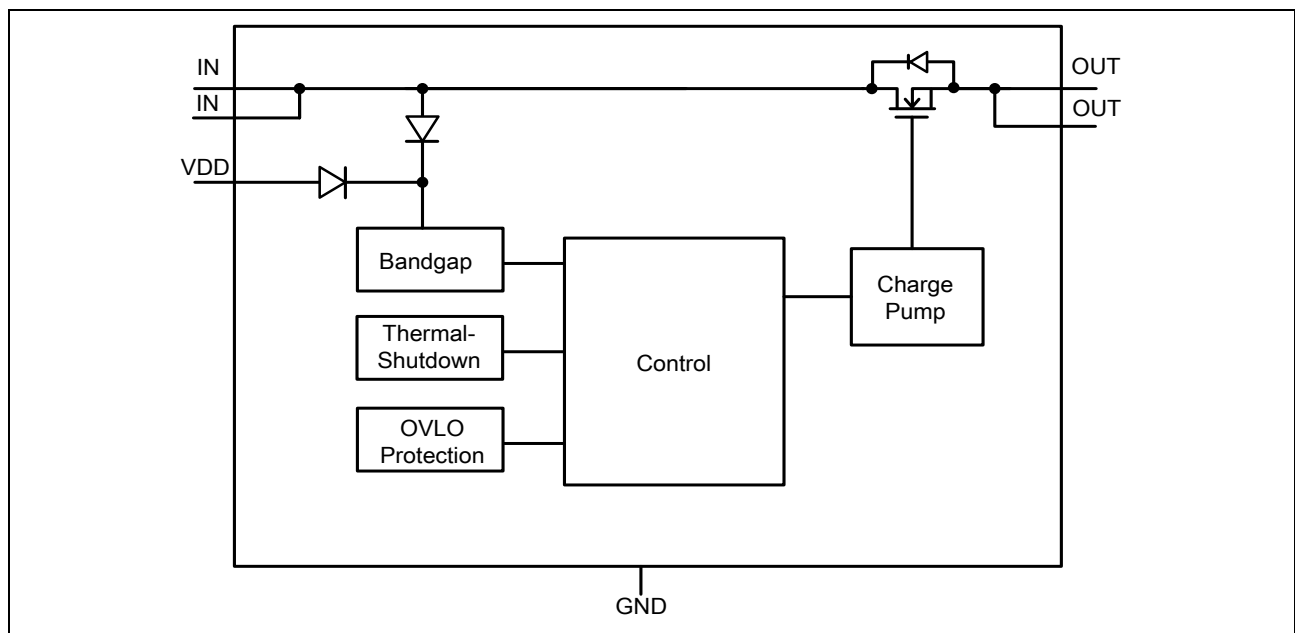 IN
OUT
IN
OUT
VDD
Bandgap
Charge
Pump
Thermal-
Shutdown
Control
OVLO
Protection
GND